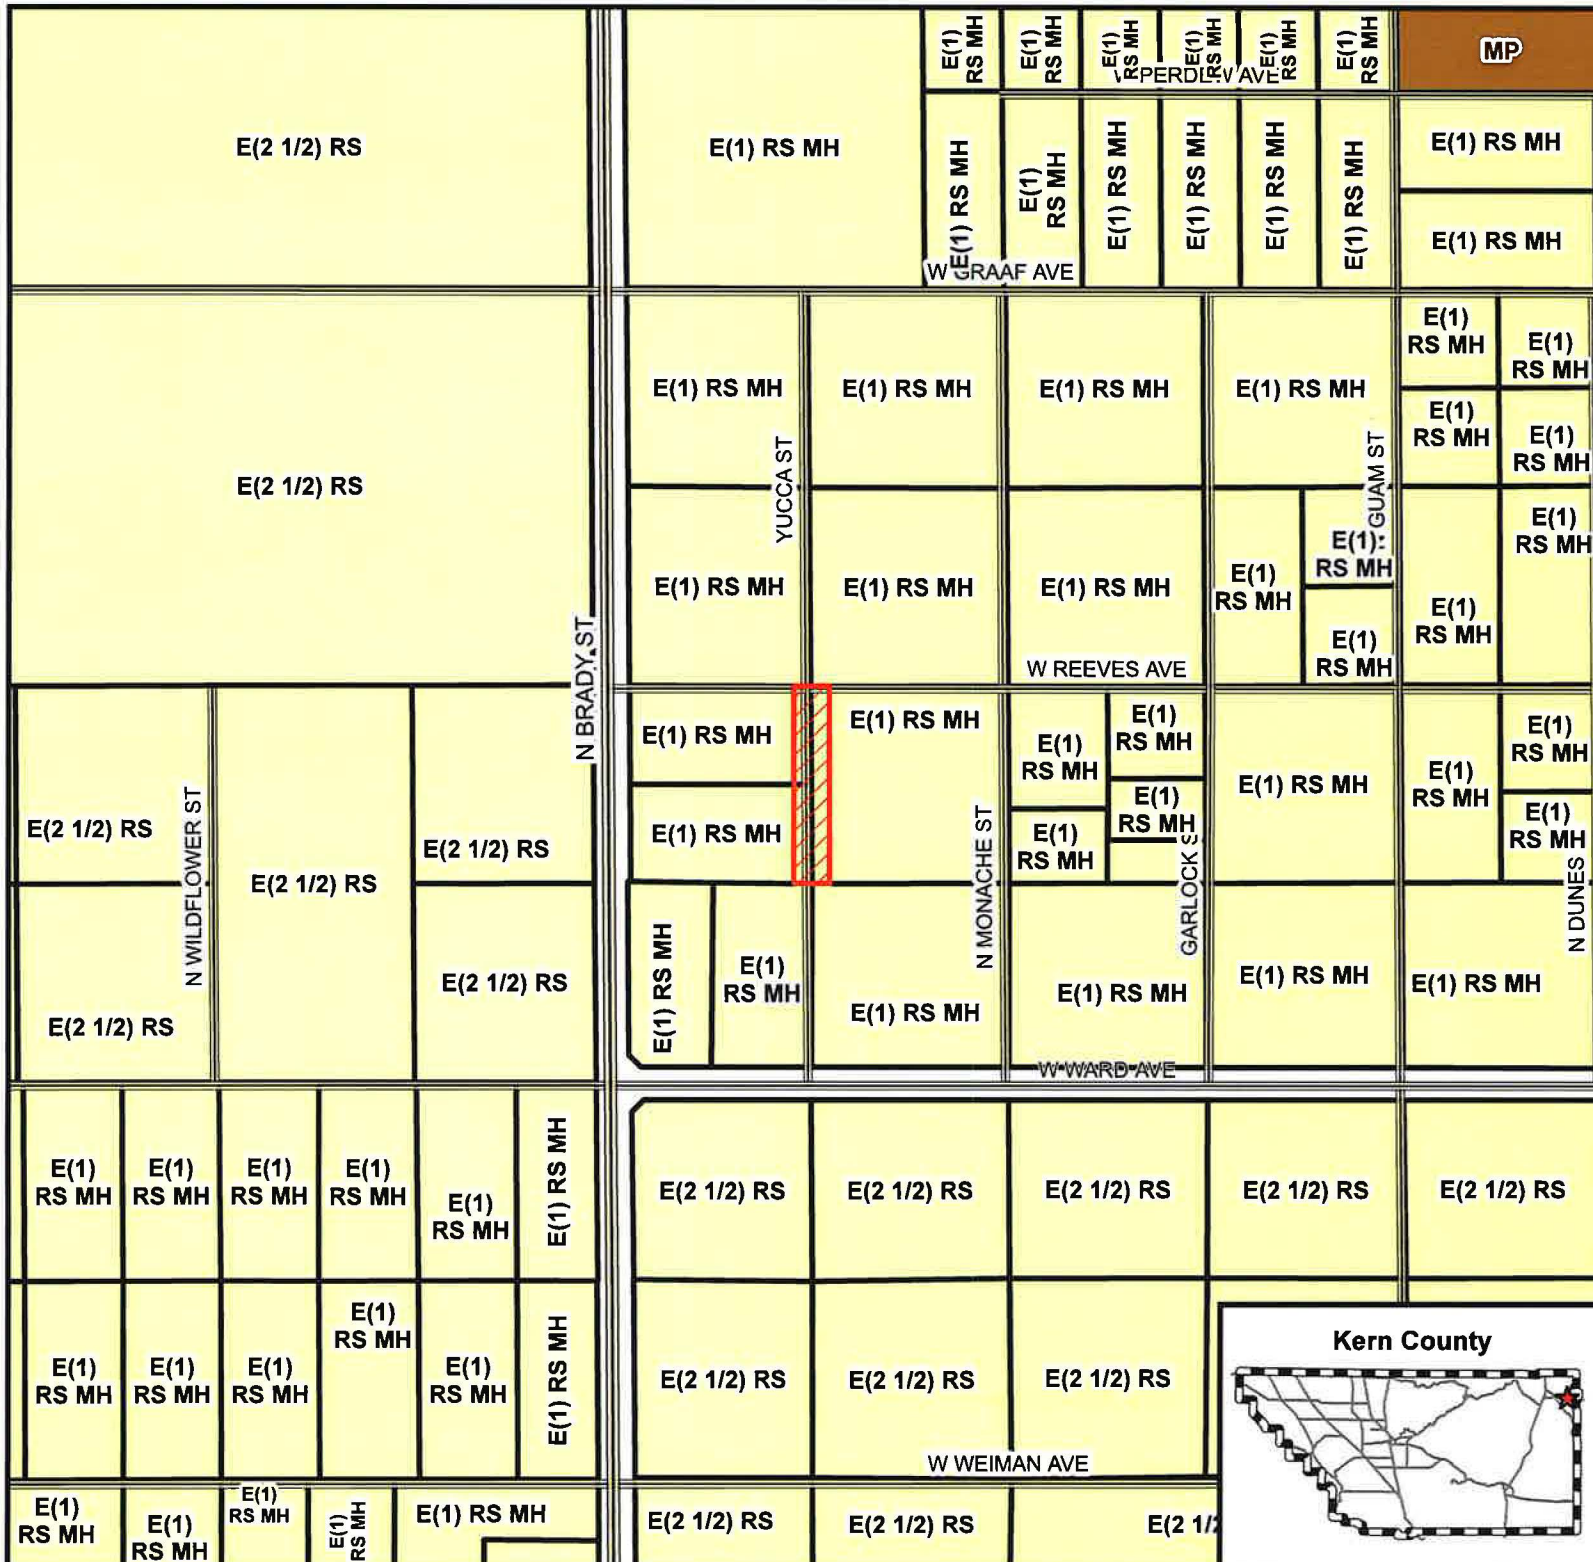 E(1)
RS MH
E(1)
RS MH
E(1)
RS MH
E(1)
RS MH
E(1)
RS MH
E(1)
RS MH
MP
AVE
E(2 1/2) RS
E(1) RS MH
E(1) RS MH
E(1)
RS MH
E(1) RS MH
E(1) RS MH
E(1) RS MH
E(1) RS MH
E(1) RS MH
E(1) RS MH
W GRAAF AVE
E(2 1/2) RS
E(1) RS MH
E(1) RS MH
E(1) RS MH
E(1) RS MH
E(1)
RS MH
E(1)
RS MH
E(1)
RS MH
E(1)
RS MH
YUCCA ST
GUAM ST
E(1) RS MH
E(1) RS MH
E(1) RS MH
E(1)
RS MH
E(1)
RS MH
E(1)
RS MH
E(1)
RS MH
E(1)
RS MH
W REEVES AVE
N BRADY ST
E(1) RS MH
E(1) RS MH
E(1) RS MH
E(1)
RS MH
E(1)
RS MH
E(1)
RS MH
E(1)
RS MH
E(1) RS MH
E(1)
RS MH
E(1)
RS MH
E(1)
RS MH
E(2 1/2) RS
N WILDFLOWER ST
E(2 1/2) RS
E(2 1/2) RS
N MONACHE ST
GARLOCK S
N DUNES
E(2 1/2) RS
E(2 1/2) RS
E(1) RS MH
E(1)
RS MH
E(1) RS MH
E(1) RS MH
E(1) RS MH
E(1) RS MH
W WARD AVE
E(1)
RS MH
E(1)
RS MH
E(1)
RS MH
E(1)
RS MH
E(1)
RS MH
E(1) RS MH
E(2 1/2) RS
E(2 1/2) RS
E(2 1/2) RS
E(2 1/2) RS
E(2 1/2) RS
E(1)
RS MH
E(1)
RS MH
E(1)
RS MH
E(1)
RS MH
E(1)
RS MH
E(1) RS MH
E(2 1/2) RS
E(2 1/2) RS
E(2 1/2) RS
Kern County
W WEIMAN AVE
E(1)
RS MH
E(1)
RS MH
E(1)
RS MH
E(1)
RS MH
E(1) RS MH
E(2 1/2) RS
E(2 1/2) RS
E(2 1/2